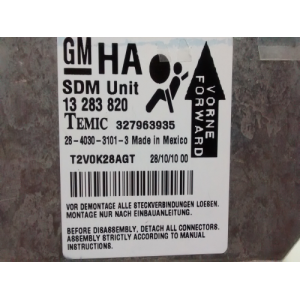 GM HA
SDM Unit
13 283 820
TEMIC 327963935
28-4030-3101-3 Made in Mexico
T2V0K28AGT 28/10/10 00
VORNE
FORWARD
VOR DEMONTAGE ALLE STECKVERBINDUNGEN LOESEN.
MONTAGE NUR NACH EINBAUANLEITUNG.
BEFORE DISASSEMBLY, DETACH ALL CONNECTORS.
ASSEMBLY STRICTLY ACCORDING TO MANUAL
INSTRUCTIONS.